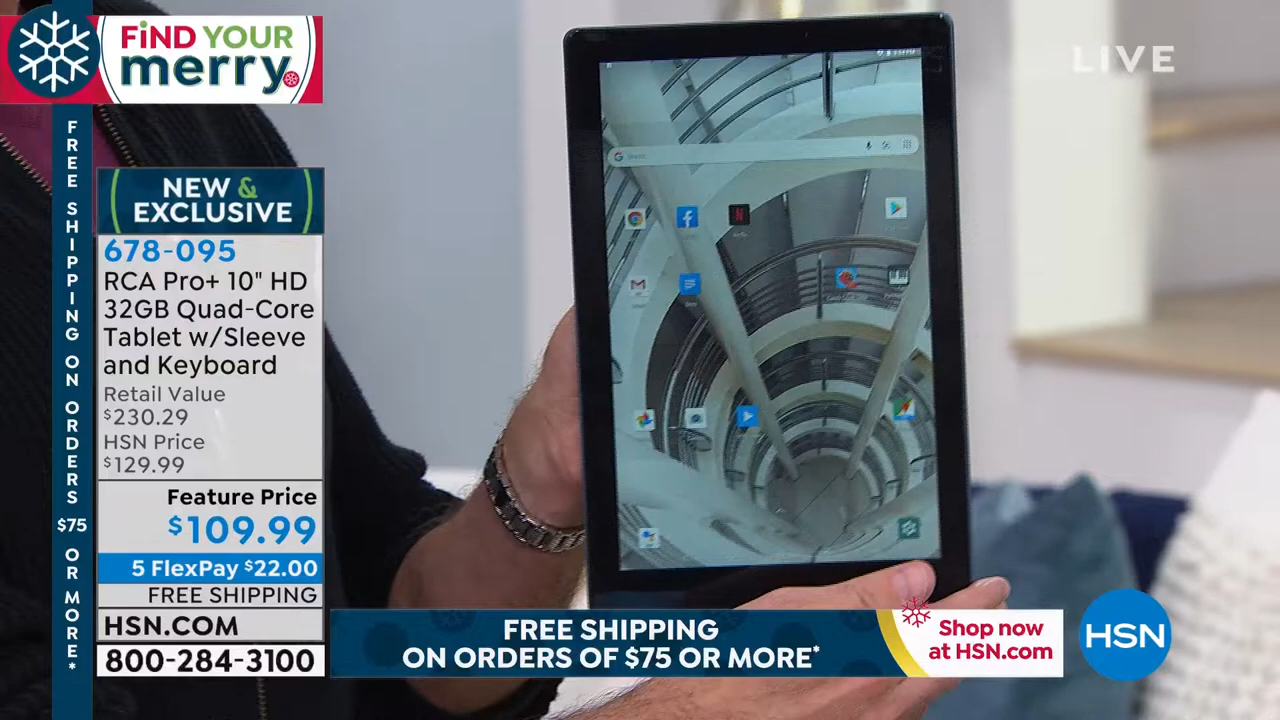 FiND YOUR
merry.
LIVE
FREE SHIPPING ON ORDERS $75 OR MORE*
NEW &
EXCLUSIVE
678-095
RCA Pro+ 10" HD
32GB Quad-Core
Tablet w/Sleeve
and Keyboard
Retail Value
$230.29
HSN Price
$129.99
Feature Price
$109.99
5 FlexPay $22.00
FREE SHIPPING
HSN.COM
800-284-3100
FREE SHIPPING
ON ORDERS OF $75 OR MORE*
Shop now
at HSN.com
HSN